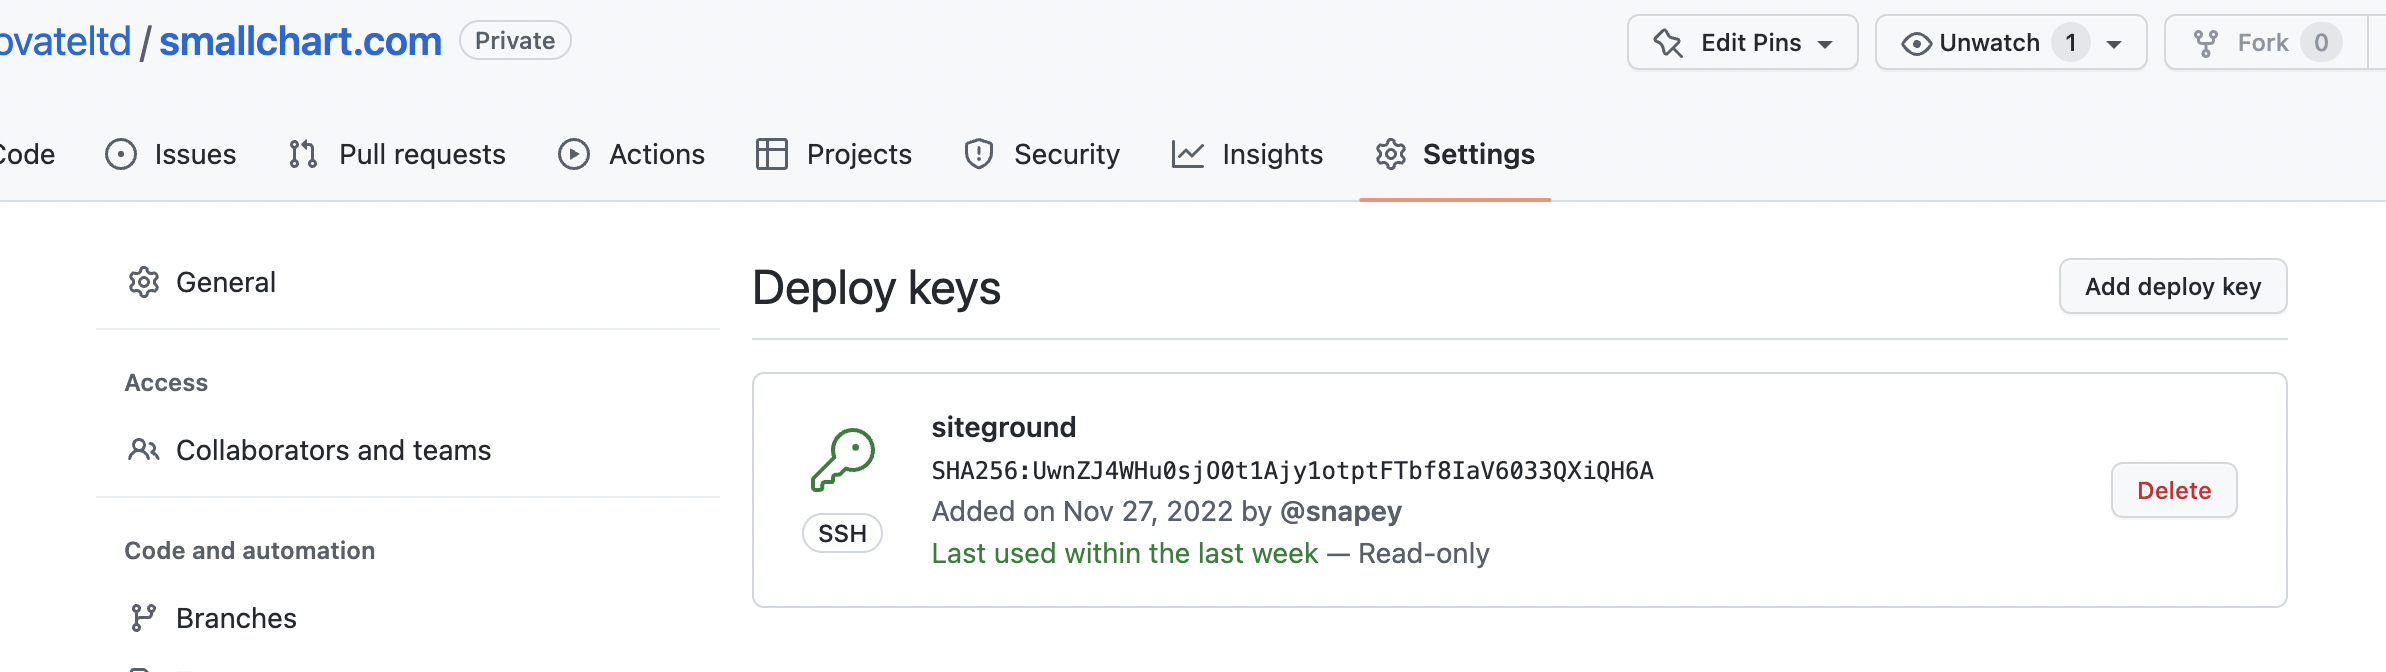 ovateltd / smallchart.com Private
Edit Pins Unwatch 1 Fork 0
Code Issues Pull requests Actions Projects Security Insights Settings
General
Access
Collaborators and teams
Code and automation
Branches
Deploy keys
Add deploy key
siteground
SHA256:UwnZJ4WHu0sjO0t1Ajy1otptFTbf8IaV6033QXiQH6A
Added on Nov 27, 2022 by @snapey
Last used within the last week — Read-only
SSH
Delete